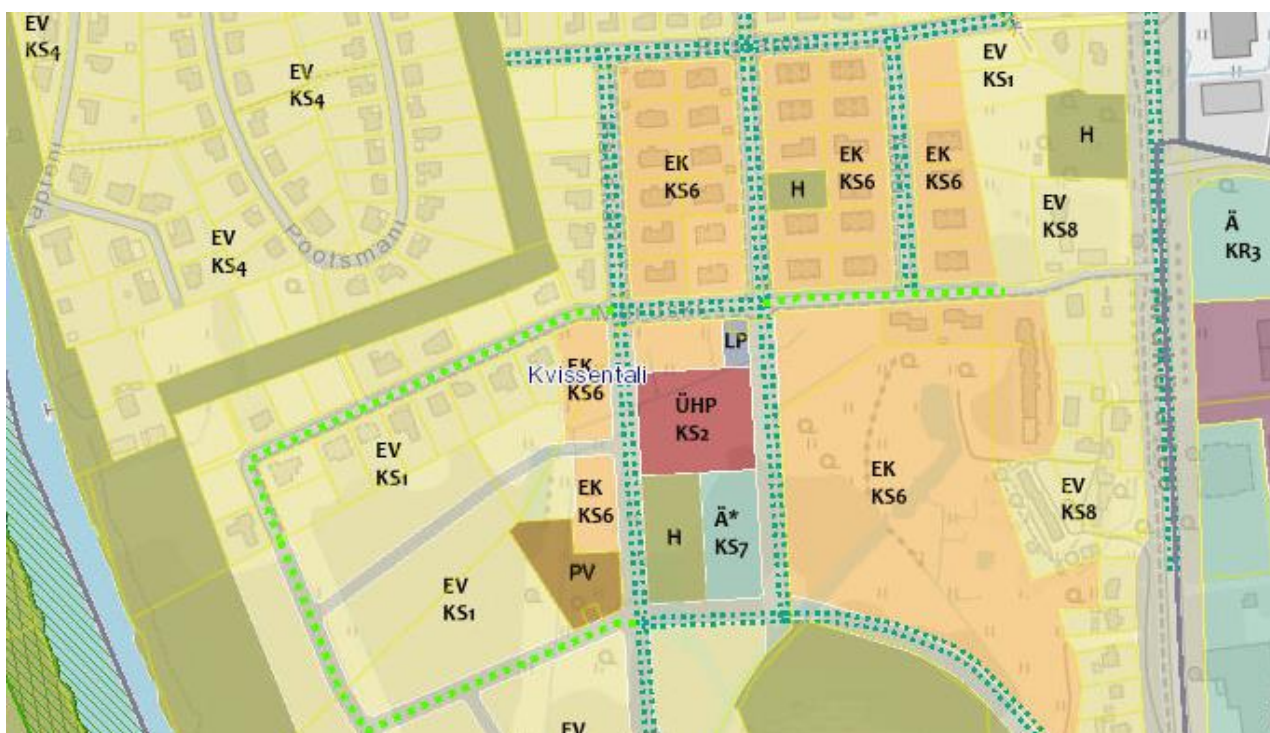 EV
KS4
EV
KS4
EV
KS1
H
EK
KS6
EK
KS6
EK
KS6
H
EV
KS8
Ä
KR3
EV
KS4
Pootsmani
LP
Kvissentali
EK
KS6
ÜHP
KS2
EV
KS1
EK
KS6
EV
KS8
EK
KS6
H
Ä*
KS7
PV
EV
KS1
EV